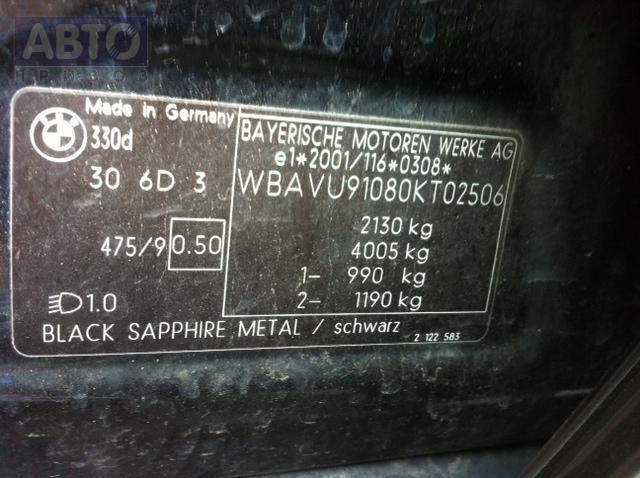 АВТО
ПРИВОЗ
Made in Germany
BMW
330d
30 6D 3
475/9 0.50
1.0
BAYERISCHE MOTOREN WERKE AG
e1*2001/116*0308*
WBAVU91080KT02506
2130 kg
4005 kg
1- 990 kg
2- 1190 kg
BLACK SAPPHIRE METAL / schwarz
2 122 583